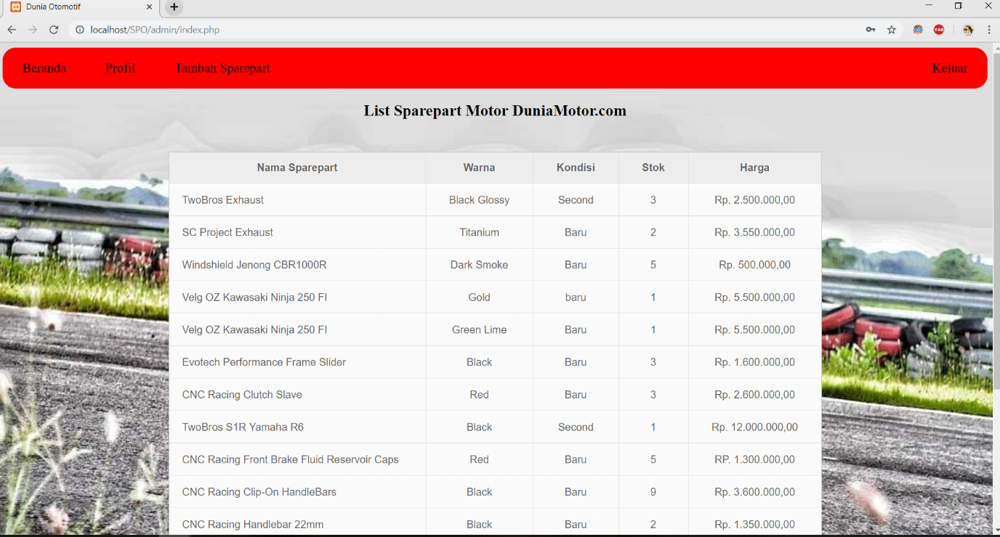 Dunia Otomotif
localhost/SPO/admin/index.php
YAB
Beranda Profil Tambah Sparepart Keluar
List Sparepart Motor DuniaMotor.com
Nama Sparepart Warna Kondisi Stok Harga
TwoBros Exhaust Black Glossy Second 3 Rp. 2.500.000,00
SC Project Exhaust Titanium Baru 2 Rp. 3.550.000,00
Windshield Jenong CBR1000R Dark Smoke Baru 5 Rp. 500.000,00
Velg OZ Kawasaki Ninja 250 FI Gold baru 1 Rp. 5.500.000,00
Velg OZ Kawasaki Ninja 250 FI Green Lime Baru 1 Rp. 5.500.000,00
Evotech Performance Frame Slider Black Baru 3 Rp. 1.600.000,00
CNC Racing Clutch Slave Red Baru 3 Rp. 2.600.000,00
TwoBros S1R Yamaha R6 Black Second 1 Rp. 12.000.000,00
CNC Racing Front Brake Fluid Reservoir Caps Red Baru 5 RP. 1.300.000,00
CNC Racing Clip-On HandleBars Black Baru 9 Rp. 3.600.000,00
CNC Racing Handlebar 22mm Black Baru 2 Rp. 1.350.000,00